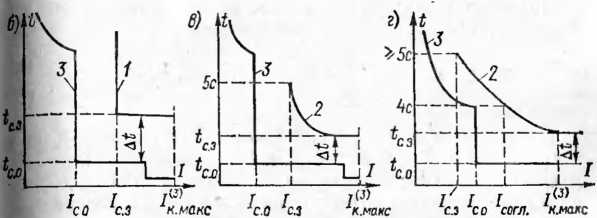 б) t
3
1
t с.з
Δt
t с.о
I
I с.о
I с.з
I (3) к.макс
в) t
5с
3
2
t с.з
Δt
t с.о
I
I с.о
I с.з
I (3) к.макс
г) t
3
≥5с
2
4с
t с.з
Δt
t с.о
I
I с.з
I с.о
I согл.
I (3) к.макс